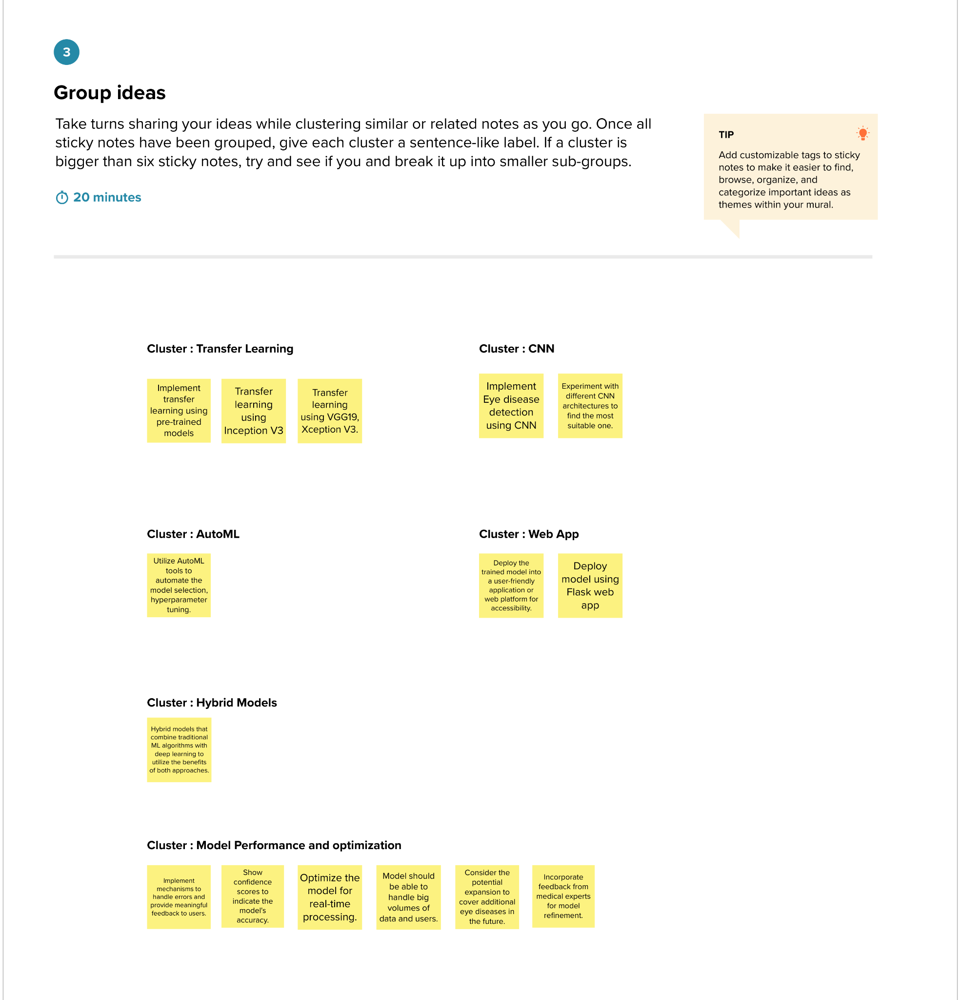 3
Group ideas
Take turns sharing your ideas while clustering similar or related notes as you go. Once all
sticky notes have been grouped, give each cluster a sentence-like label. If a cluster is
bigger than six sticky notes, try and see if you and break it up into smaller sub-groups.
20 minutes
TIP
Add customizable tags to sticky
notes to make it easier to find,
browse, organize, and
categorize important ideas as
themes within your mural.
Cluster : Transfer Learning
Implement
transfer
learning using
pre-trained
models
Transfer
learning
using
Inception V3
Transfer
learning
using VGG19,
Xception V3.
Cluster : CNN
Implement
Eye disease
detection
using CNN
Experiment with
different CNN
architectures to
find the most
suitable one.
Cluster : AutoML
Utilize AutoML
tools to
automate the
model selection,
hyperparameter
tuning.
Cluster : Web App
Deploy the
trained model into
a user-friendly
application or
web platform for
accessibility.
Deploy
model using
Flask web
app
Cluster : Hybrid Models
Hybrid models that
combine traditional
ML algorithms with
deep learning to
utilize the benefits
of both approaches.
Cluster : Model Performance and optimization
Implement
mechanisms to
handle errors and
provide meaningful
feedback to users.
Show
confidence
scores to
indicate the
model's
accuracy.
Optimize the
model for
real-time
processing.
Model should
be able to
handle big
volumes of
data and users.
Consider the
potential
expansion to
cover additional
eye diseases in
the future.
Incorporate
feedback from
medical experts
for model
refinement.